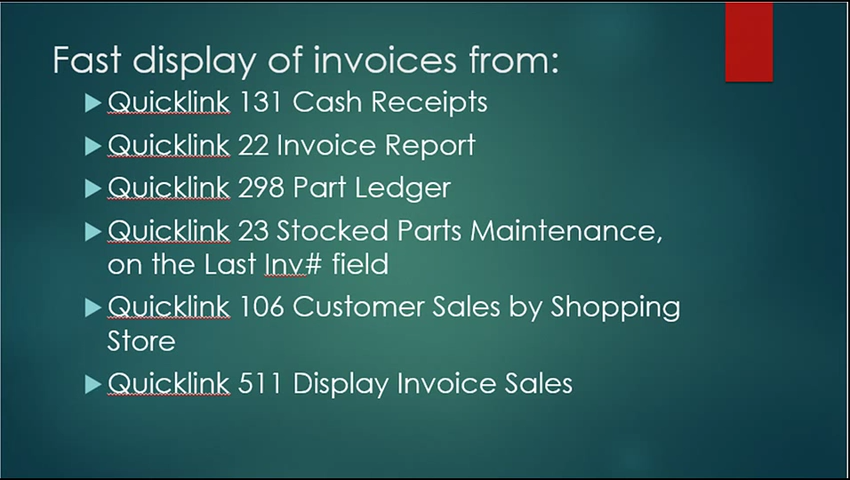 Fast display of invoices from:
Quicklink 131 Cash Receipts
Quicklink 22 Invoice Report
Quicklink 298 Part Ledger
Quicklink 23 Stocked Parts Maintenance,
on the Last Inv# field
Quicklink 106 Customer Sales by Shopping
Store
Quicklink 511 Display Invoice Sales